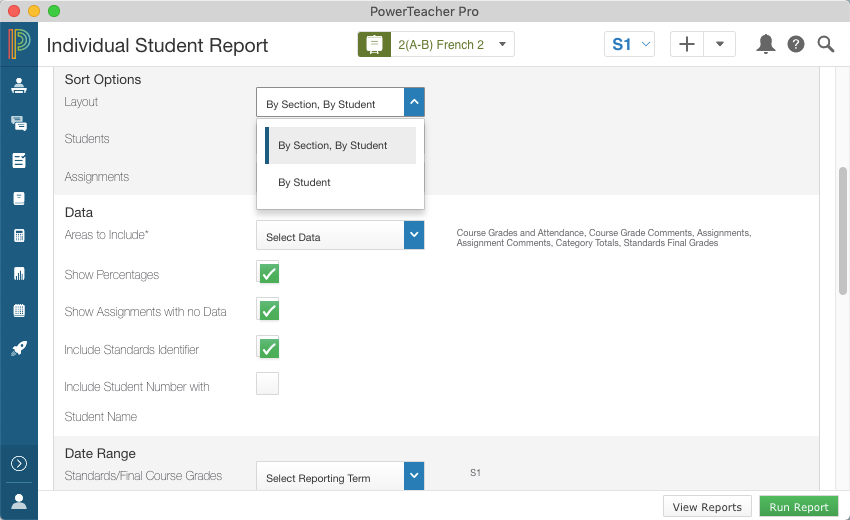 PowerTeacher Pro
Individual Student Report
2(A-B) French 2
S1
Sort Options
Layout
By Section, By Student
Students
By Section, By Student
Assignments
By Student
Data
Areas to Include*
Select Data
Course Grades and Attendance, Course Grade Comments, Assignments,
Assignment Comments, Category Totals, Standards Final Grades
Show Percentages
Show Assignments with no Data
Include Standards Identifier
Include Student Number with
Student Name
Date Range
Standards/Final Course Grades
Select Reporting Term
S1
View Reports
Run Report